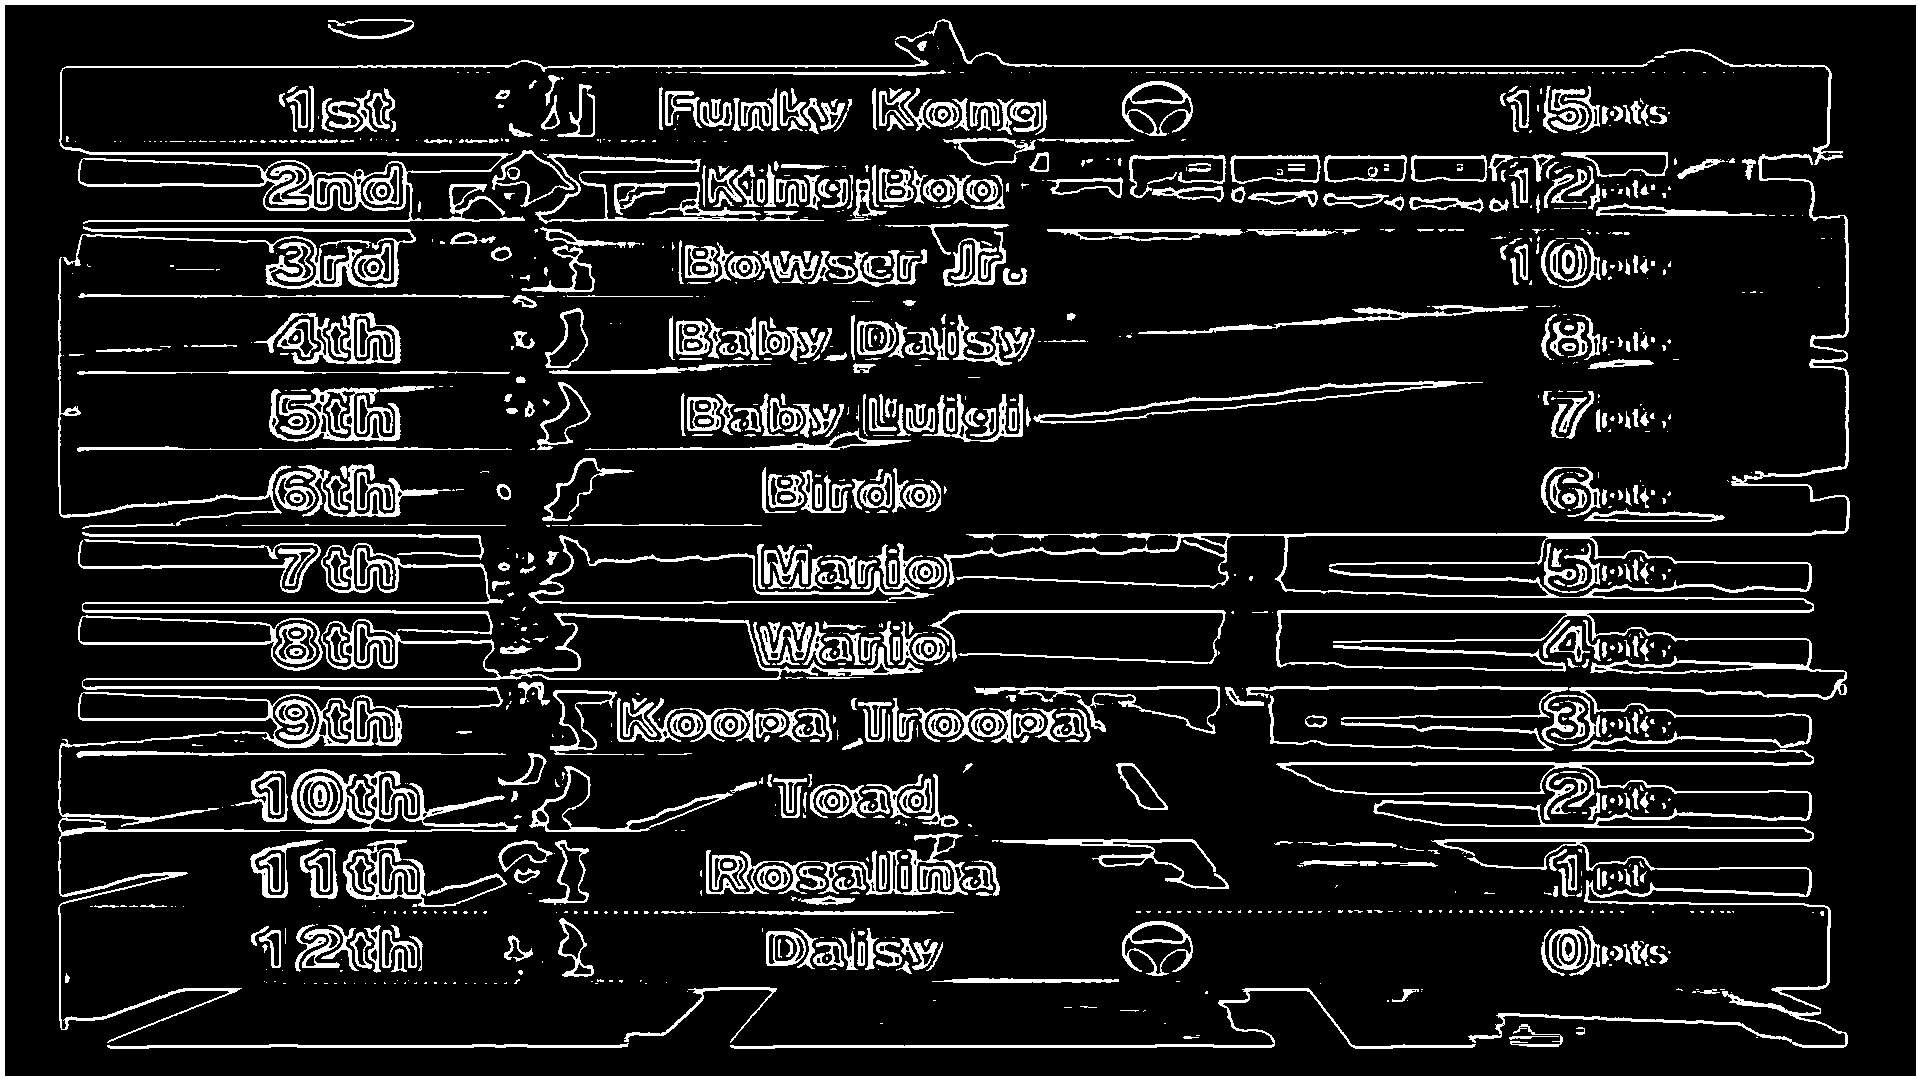 1st Funky Kong 15pts
2nd King Boo 12pts
3rd Bowser Jr. 10pts
4th Baby Daisy 8pts
5th Baby Luigi 7pts
6th Birdo 6pts
7th Mario 5pts
8th Wario 4pts
9th Koopa Troopa 3pts
10th Toad 2pts
11th Rosalina 1pt
12th Daisy 0pts